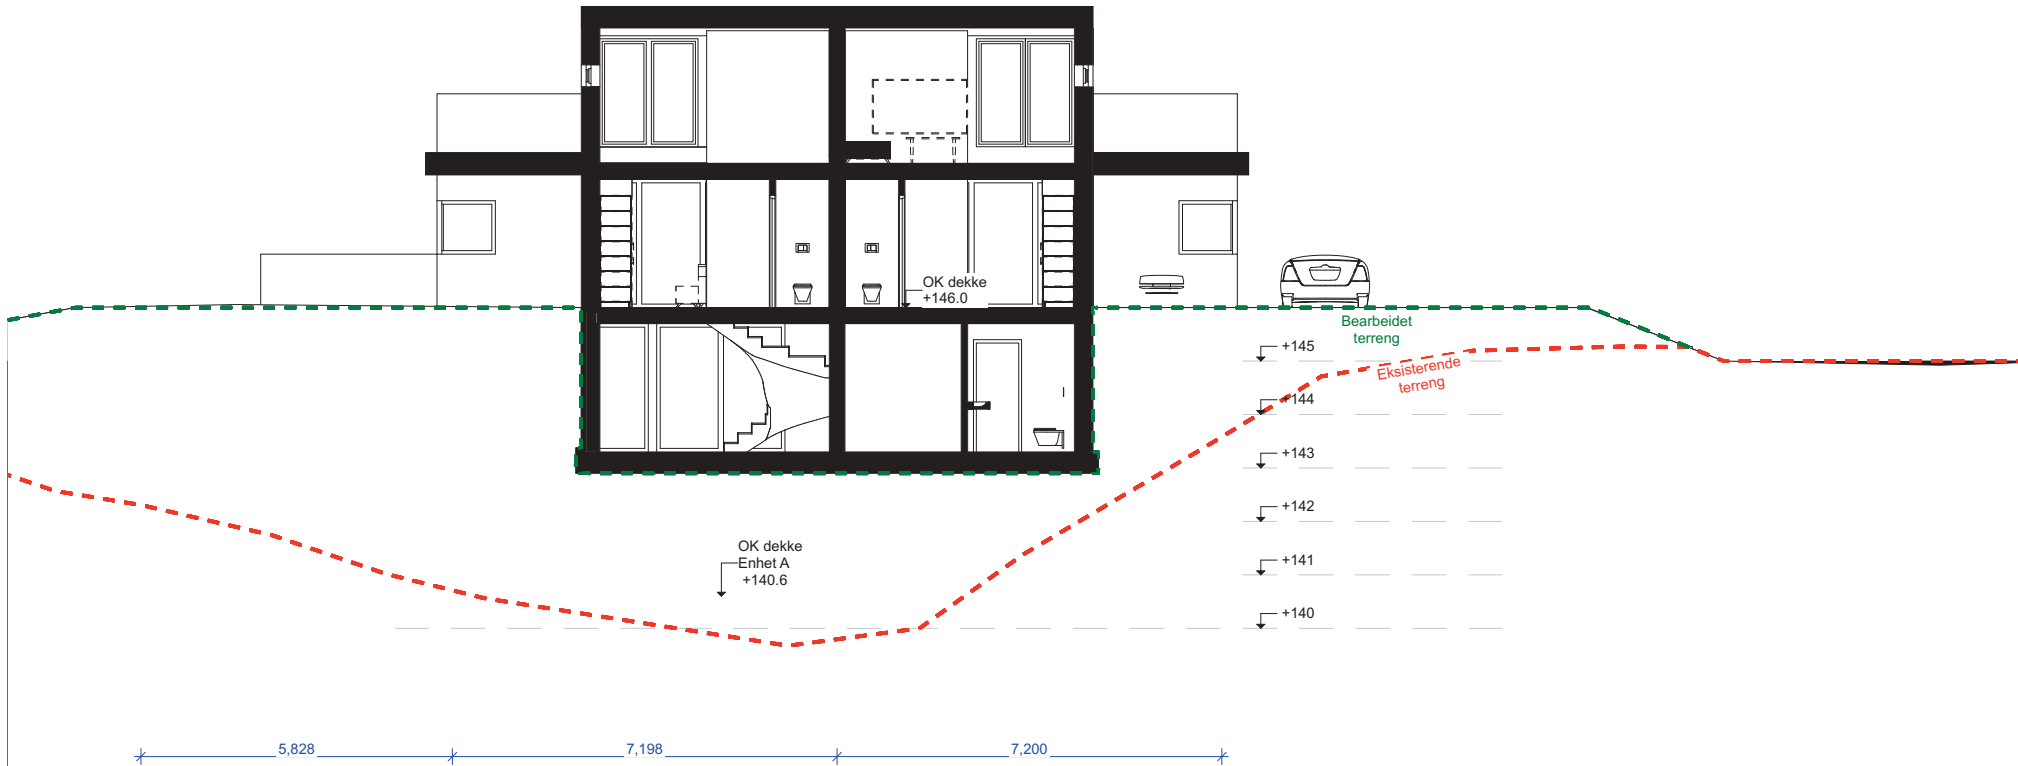 OK dekke
+146.0
Bearbeidet
terreng
+145
Eksisterende
terreng
+144
+143
+142
OK dekke
Enhet A
+140.6
+141
+140
5,828
7,198
7,200